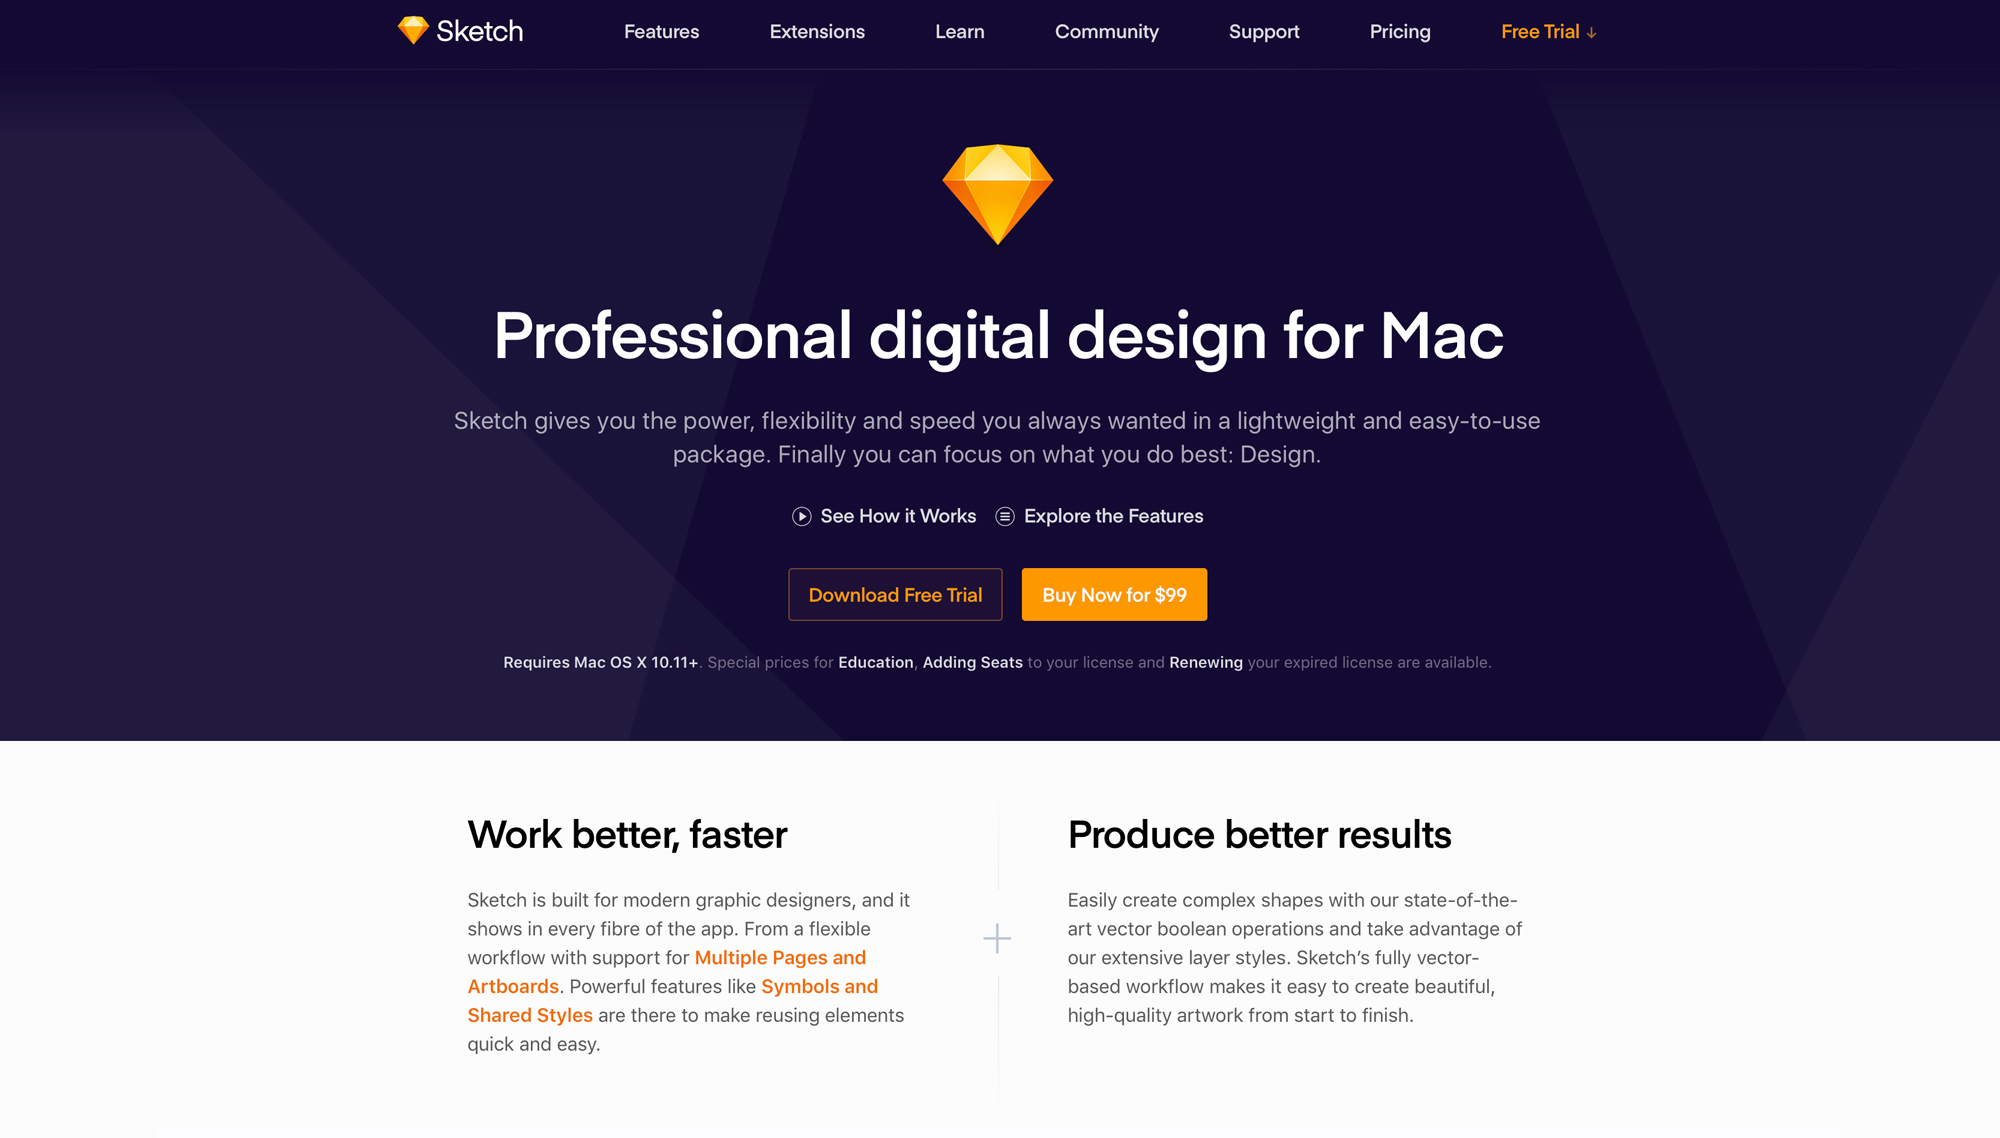 Sketch
Features
Extensions
Learn
Community
Support
Pricing
Free Trial ↓
Professional digital design for Mac
Sketch gives you the power, flexibility and speed you always wanted in a lightweight and easy-to-use
package. Finally you can focus on what you do best: Design.
See How it Works
Explore the Features
Download Free Trial
Buy Now for $99
Requires Mac OS X 10.11+. Special prices for Education, Adding Seats to your license and Renewing your expired license are available.
Work better, faster
Sketch is built for modern graphic designers, and it
shows in every fibre of the app. From a flexible
workflow with support for Multiple Pages and
Artboards. Powerful features like Symbols and
Shared Styles are there to make reusing elements
quick and easy.
Produce better results
Easily create complex shapes with our state-of-the-
art vector boolean operations and take advantage of
our extensive layer styles. Sketch’s fully vector-
based workflow makes it easy to create beautiful,
high-quality artwork from start to finish.